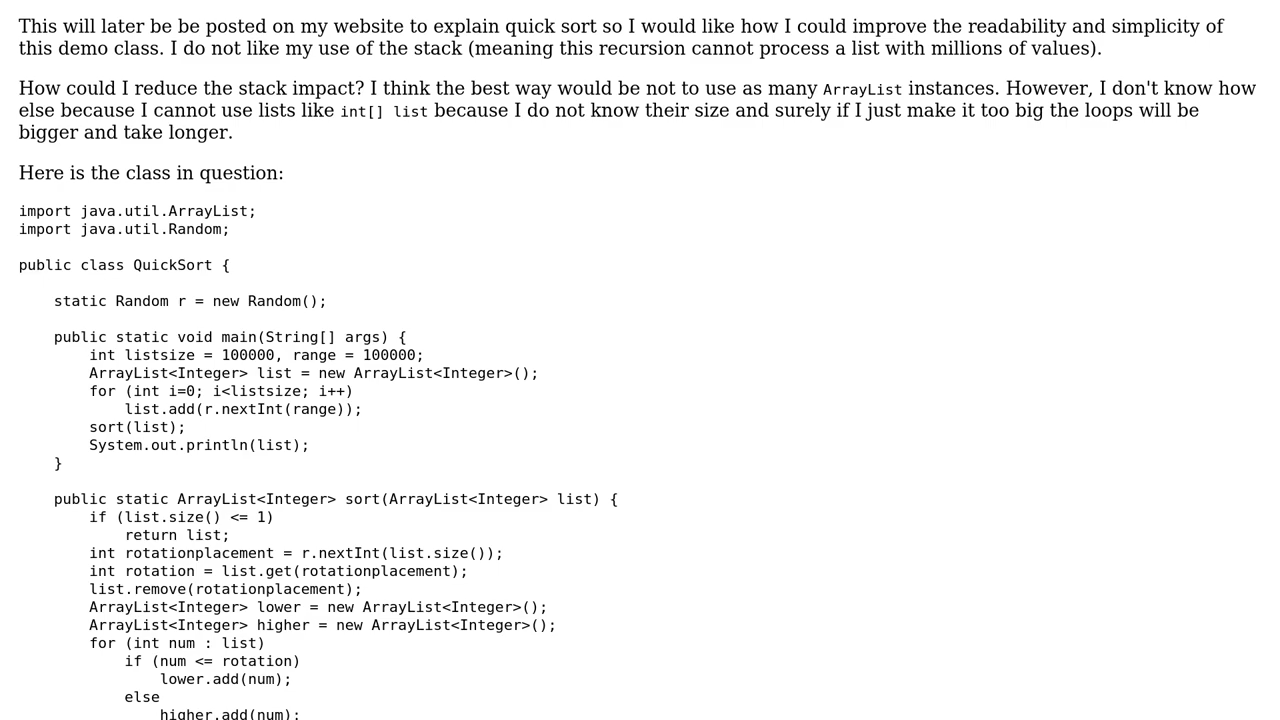 This will later be be posted on my website to explain quick sort so I would like how I could improve the readability and simplicity of
this demo class. I do not like my use of the stack (meaning this recursion cannot process a list with millions of values).
How could I reduce the stack impact? I think the best way would be not to use as many ArrayList instances. However, I don't know how
else because I cannot use lists like int[] list because I do not know their size and surely if I just make it too big the loops will be
bigger and take longer.
Here is the class in question:
import java.util.ArrayList;
import java.util.Random;
public class QuickSort {
    static Random r = new Random();
    public static void main(String[] args) {
        int listsize = 100000, range = 100000;
        ArrayList<Integer> list = new ArrayList<Integer>();
        for (int i=0; i<listsize; i++)
            list.add(r.nextInt(range));
        sort(list);
        System.out.println(list);
    }
    public static ArrayList<Integer> sort(ArrayList<Integer> list) {
        if (list.size() <= 1)
            return list;
        int rotationplacement = r.nextInt(list.size());
        int rotation = list.get(rotationplacement);
        list.remove(rotationplacement);
        ArrayList<Integer> lower = new ArrayList<Integer>();
        ArrayList<Integer> higher = new ArrayList<Integer>();
        for (int num : list)
            if (num <= rotation)
                lower.add(num);
            else
                higher.add(num);